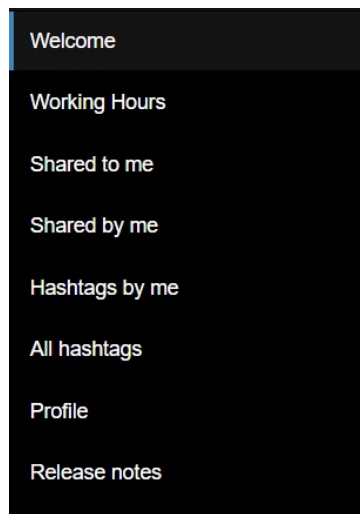 Welcome
Working Hours
Shared to me
Shared by me
Hashtags by me
All hashtags
Profile
Release notes